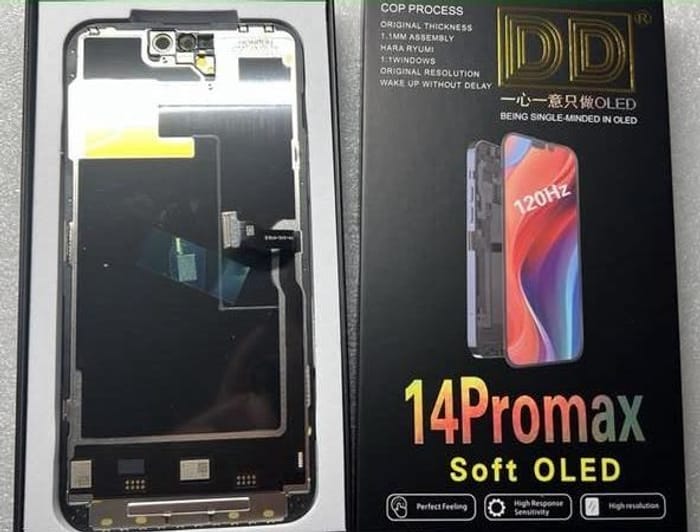 COP PROCESS
ORIGINAL THICKNESS
1.1MM ASSEMBLY
HARA RYUMI
1:1WINDOWS
ORIGINAL RESOLUTION
WAKE UP WITHOUT DELAY
DD®
一心一意只做OLED
BEING SINGLE-MINDED IN OLED
120Hz
14Promax
Soft OLED
Perfect Feeling
High Response
Sensitivity
High resolution